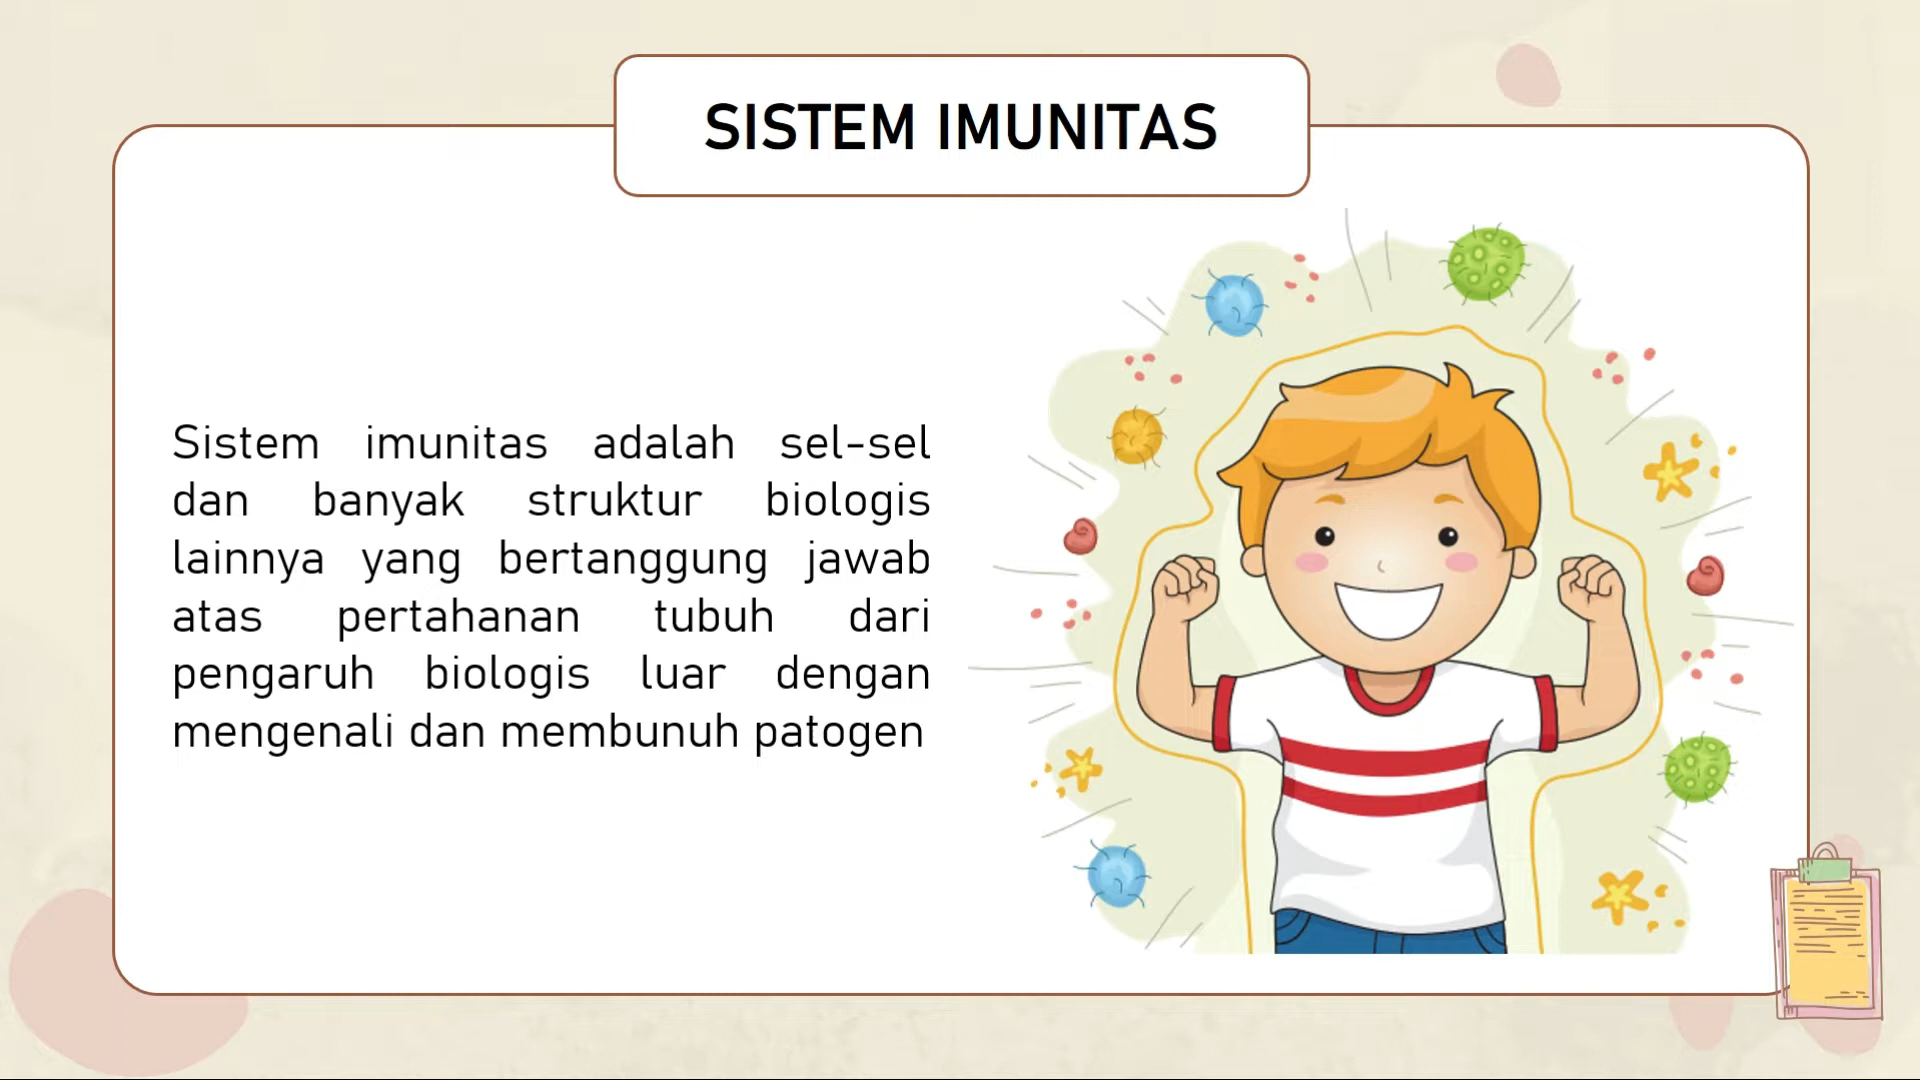 SISTEM IMUNITAS
Sistem imunitas adalah sel-sel
dan banyak struktur biologis
lainnya yang bertanggung jawab
atas pertahanan tubuh dari
pengaruh biologis luar dengan
mengenali dan membunuh patogen